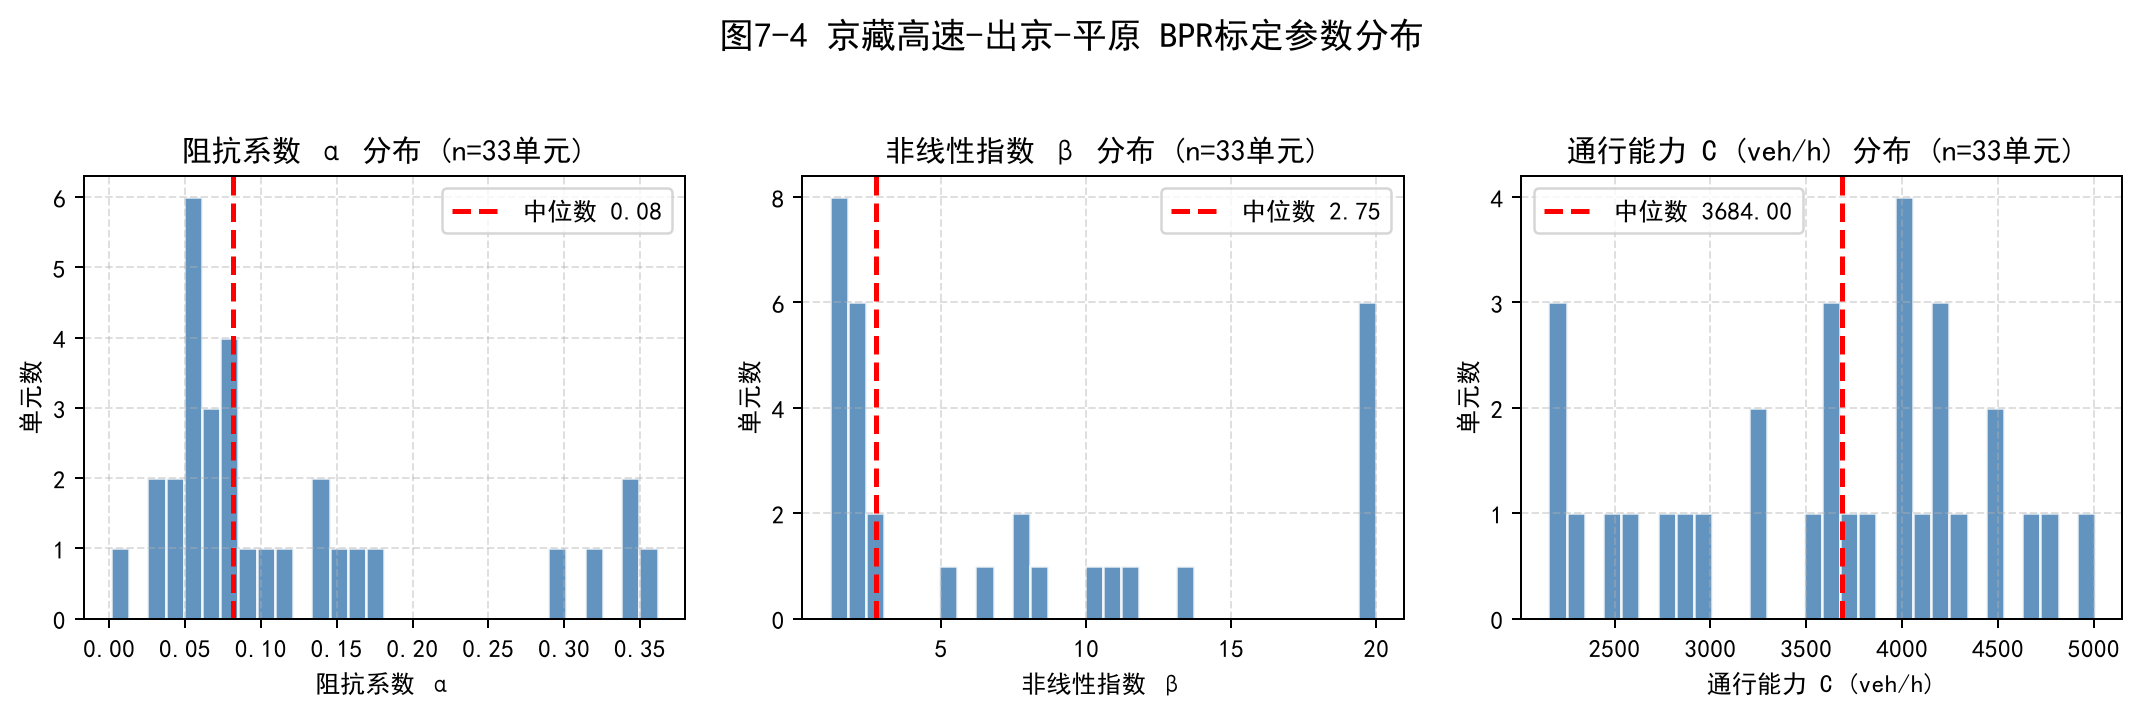 图7-4 京藏高速-出京-平原 BPR标定参数分布
阻抗系数 α 分布 (n=33单元)
中位数 0.08
单元数
6
5
4
3
2
1
0
0.00 0.05 0.10 0.15 0.20 0.25 0.30 0.35
阻抗系数 α
非线性指数 β 分布 (n=33单元)
中位数 2.75
单元数
8
6
4
2
0
5 10 15 20
非线性指数 β
通行能力 C (veh/h) 分布 (n=33单元)
中位数 3684.00
单元数
4
3
2
1
0
2500 3000 3500 4000 4500 5000
通行能力 C (veh/h)